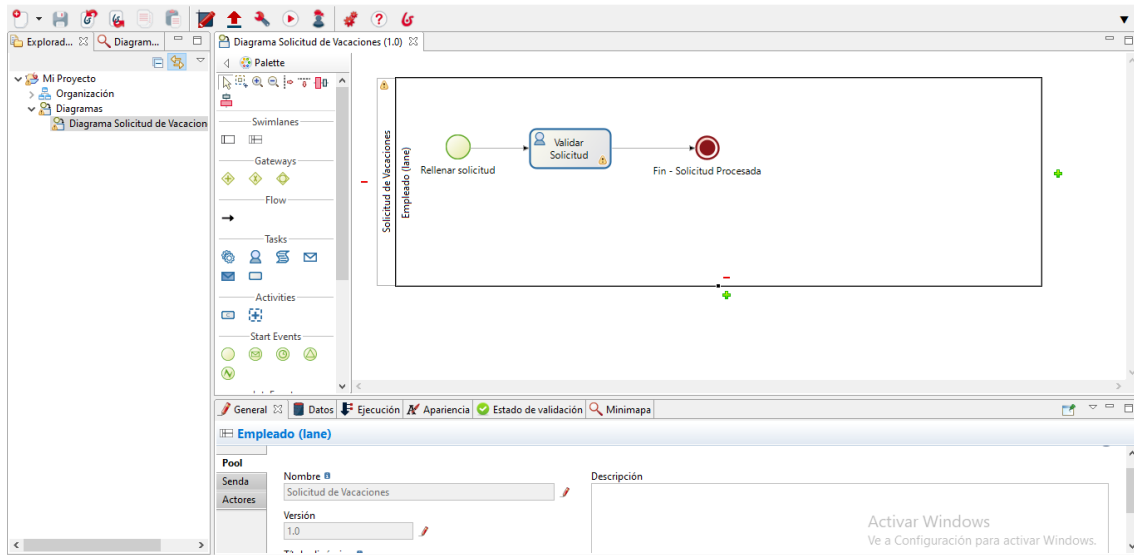 Explorad...
Diagram...
Diagrama Solicitud de Vacaciones (1.0)
Mi Proyecto
Organización
Diagramas
Diagrama Solicitud de Vacacion
Palette
Swimlanes
Gateways
Flow
Tasks
Activities
Start Events
Solicitud de Vacaciones
Empleado (lane)
Rellenar solicitud
Validar
Solicitud
Fin - Solicitud Procesada
General
Datos
Ejecución
Apariencia
Estado de validación
Minimapa
Empleado (lane)
Pool
Senda
Actores
Nombre
Solicitud de Vacaciones
Descripción
Versión
1.0
Activar Windows
Ve a Configuración para activar Windows.